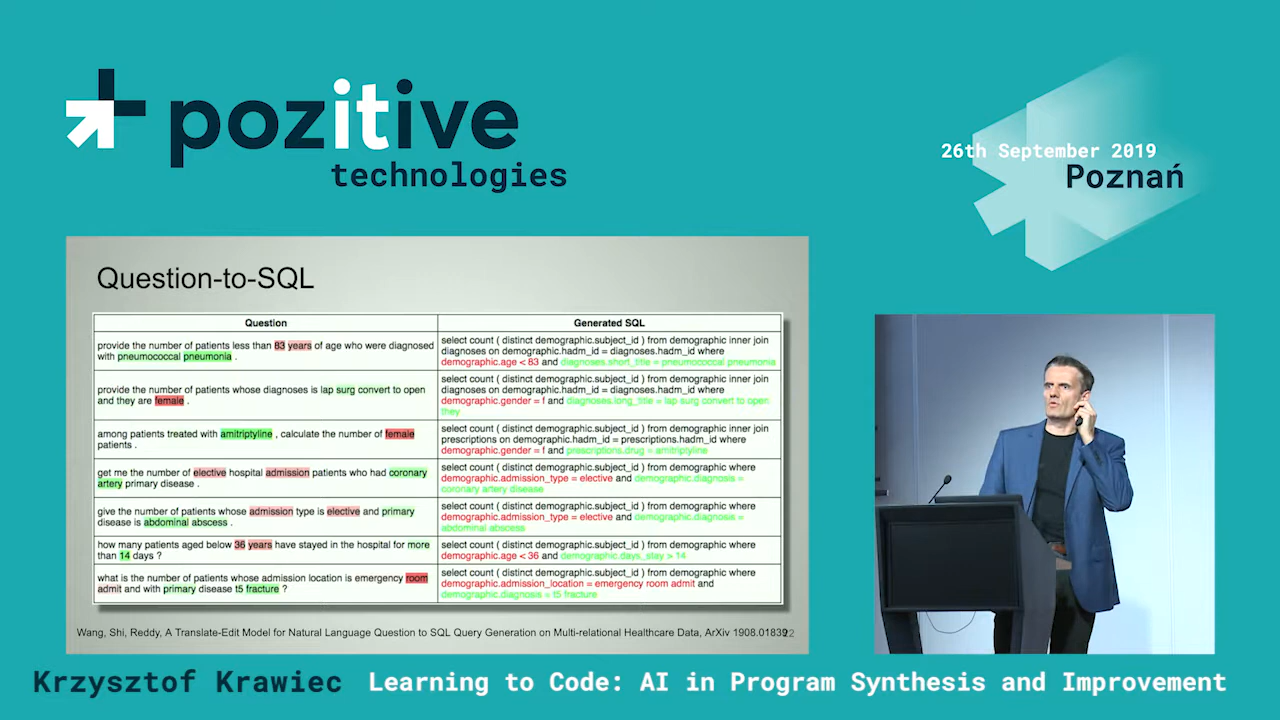 pozitive
technologies
26th September 2019
Poznań
Question-to-SQL
Question
Generated SQL
provide the number of patients less than 83 years of age who were diagnosed
with pneumococcal pneumonia .
select count ( distinct demographic.subject_id ) from demographic inner join
diagnoses on demographic.hadm_id = diagnoses.hadm_id where
demographic.age < 83 and diagnoses.short_title = pneumococcal pneumonia
provide the number of patients whose diagnoses is lap surg convert to open
and they are female .
select count ( distinct demographic.subject_id ) from demographic inner join
diagnoses on demographic.hadm_id = diagnoses.hadm_id where
demographic.gender = f and diagnoses.long_title = lap surg convert to open
they
among patients treated with amitriptyline , calculate the number of female
patients .
select count ( distinct demographic.subject_id ) from demographic inner join
prescriptions on demographic.hadm_id = prescriptions.hadm_id where
demographic.gender = f and prescriptions.drug = amitriptyline
get me the number of elective hospital admission patients who had coronary
artery primary disease .
select count ( distinct demographic.subject_id ) from demographic where
demographic.admission_type = elective and demographic.diagnosis =
coronary artery disease
give the number of patients whose admission type is elective and primary
disease is abdominal abscess .
select count ( distinct demographic.subject_id ) from demographic where
demographic.admission_type = elective and demographic.diagnosis =
abdominal abscess
how many patients aged below 36 years have stayed in the hospital for more
than 14 days ?
select count ( distinct demographic.subject_id ) from demographic where
demographic.age < 36 and demographic.days_stay > 14
what is the number of patients whose admission location is emergency room
admit and with primary disease t5 fracture ?
select count ( distinct demographic.subject_id ) from demographic where
demographic.admission_location = emergency room admit and
demographic.diagnosis = t5 fracture
Wang, Shi, Reddy, A Translate-Edit Model for Natural Language Question to SQL Query Generation on Multi-relational Healthcare Data, ArXiv 1908.01839
22
Krzysztof Krawiec
Learning to Code: AI in Program Synthesis and Improvement